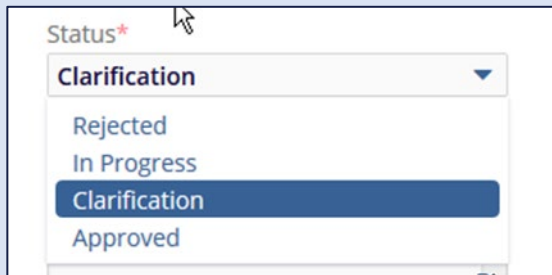 Status*
Clarification
Rejected
In Progress
Clarification
Approved